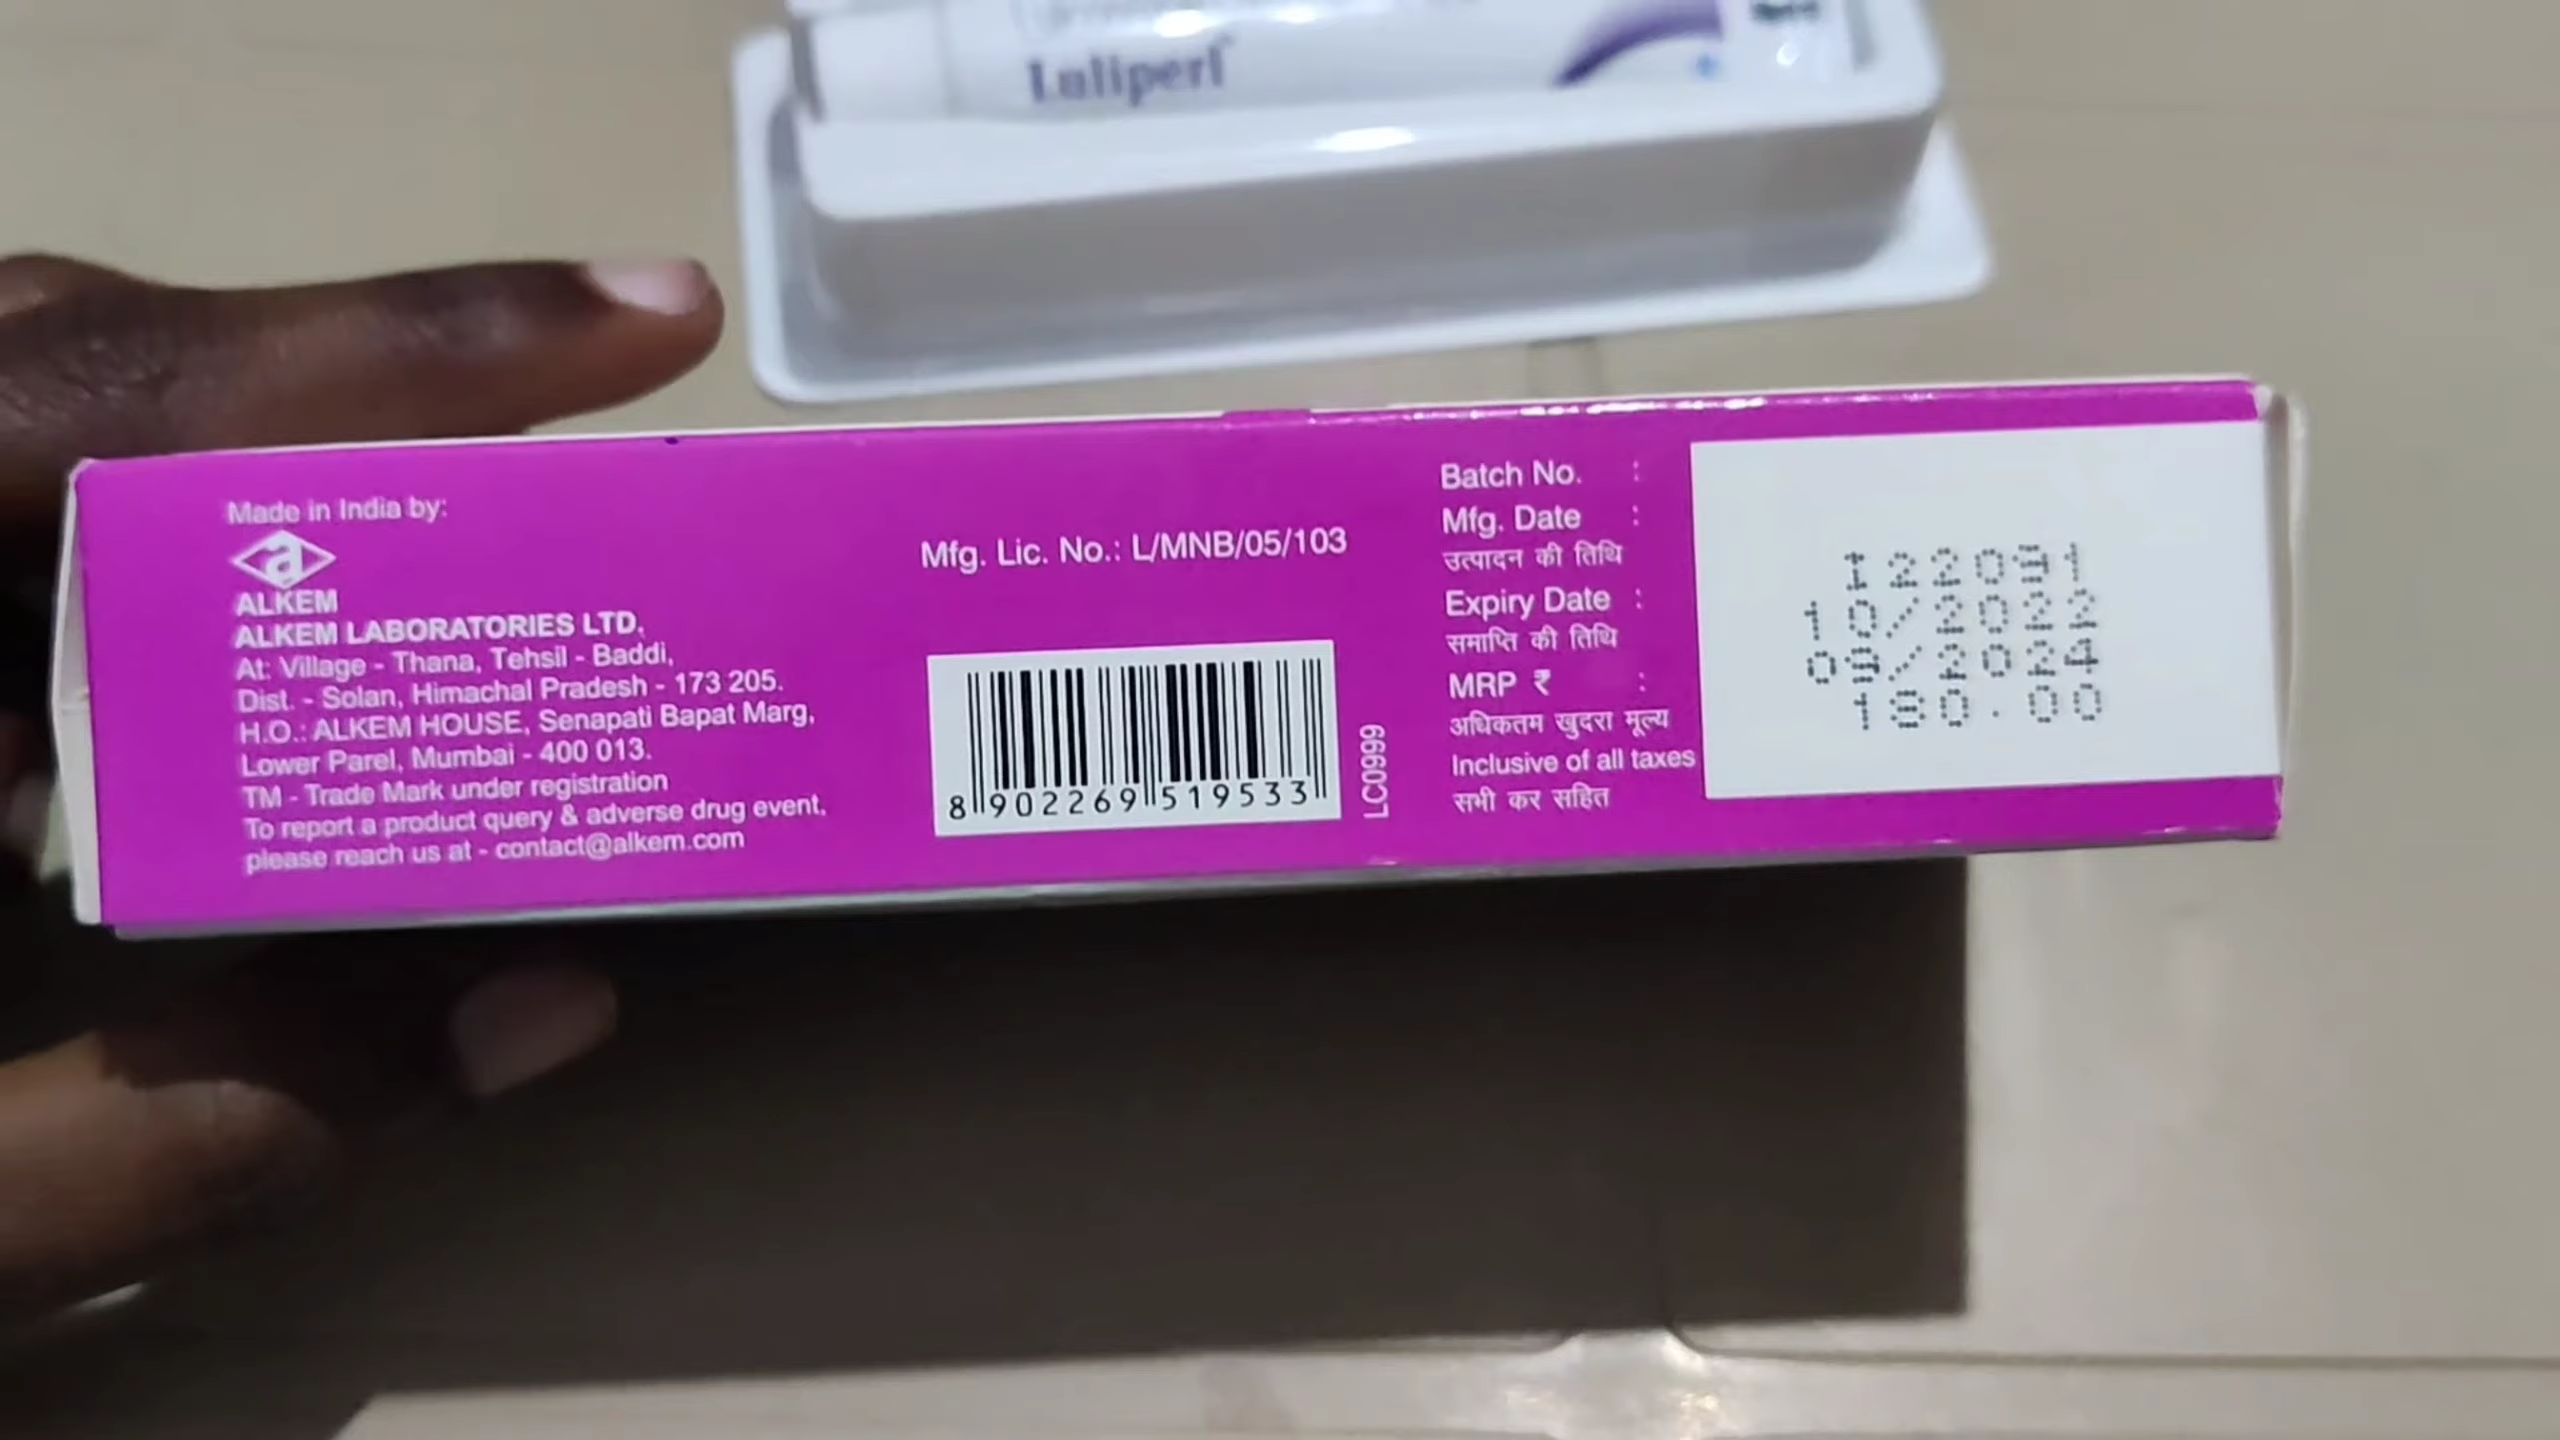 Luliperl
Made in India by:
a
ALKEM
ALKEM LABORATORIES LTD.
At: Village - Thana, Tehsil - Baddi,
Dist. - Solan, Himachal Pradesh - 173 205.
H.O.: ALKEM HOUSE, Senapati Bapat Marg,
Lower Parel, Mumbai - 400 013.
TM - Trade Mark under registration
To report a product query & adverse drug event,
please reach us at - contact@alkem.com
Mfg. Lic. No.: L/MNB/05/103
8 902269 519533
LC0999
Batch No. :
Mfg. Date :
उत्पादन की तिथि
Expiry Date :
समाप्ति की तिथि
MRP ₹ :
अधिकतम खुदरा मूल्य
Inclusive of all taxes
सभी कर सहित
I22091
10/2022
09/2024
180.00